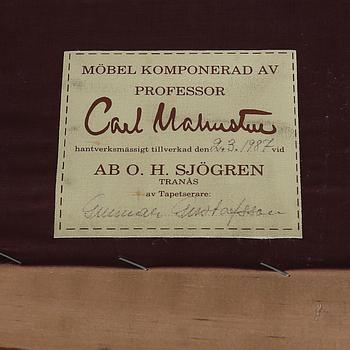 MÖBEL KOMPONERAD AV
PROFESSOR
Carl Malmsten
hantverksmässigt tillverkad den 2.3.1987 vid
AB O. H. SJÖGREN
TRANÅS
av Tapetserare:
Gunnar Gustafsson